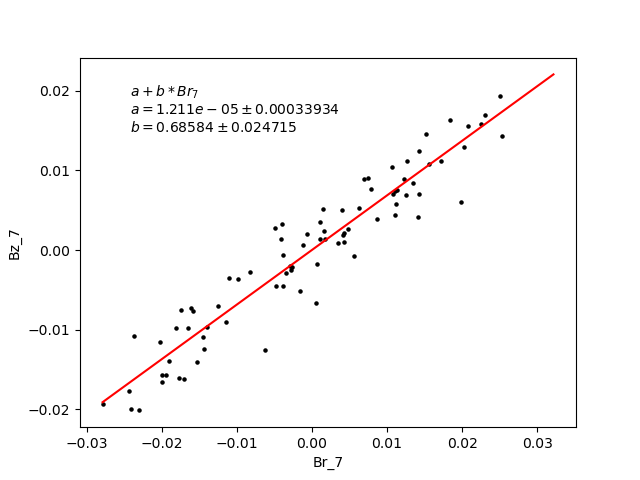 a + b * Br_7
a = 1.211e − 05 ± 0.00033934
b = 0.68584 ± 0.024715
0.02
0.01
0.00
−0.01
−0.02
Bz_7
−0.03 −0.02 −0.01 0.00 0.01 0.02 0.03
Br_7